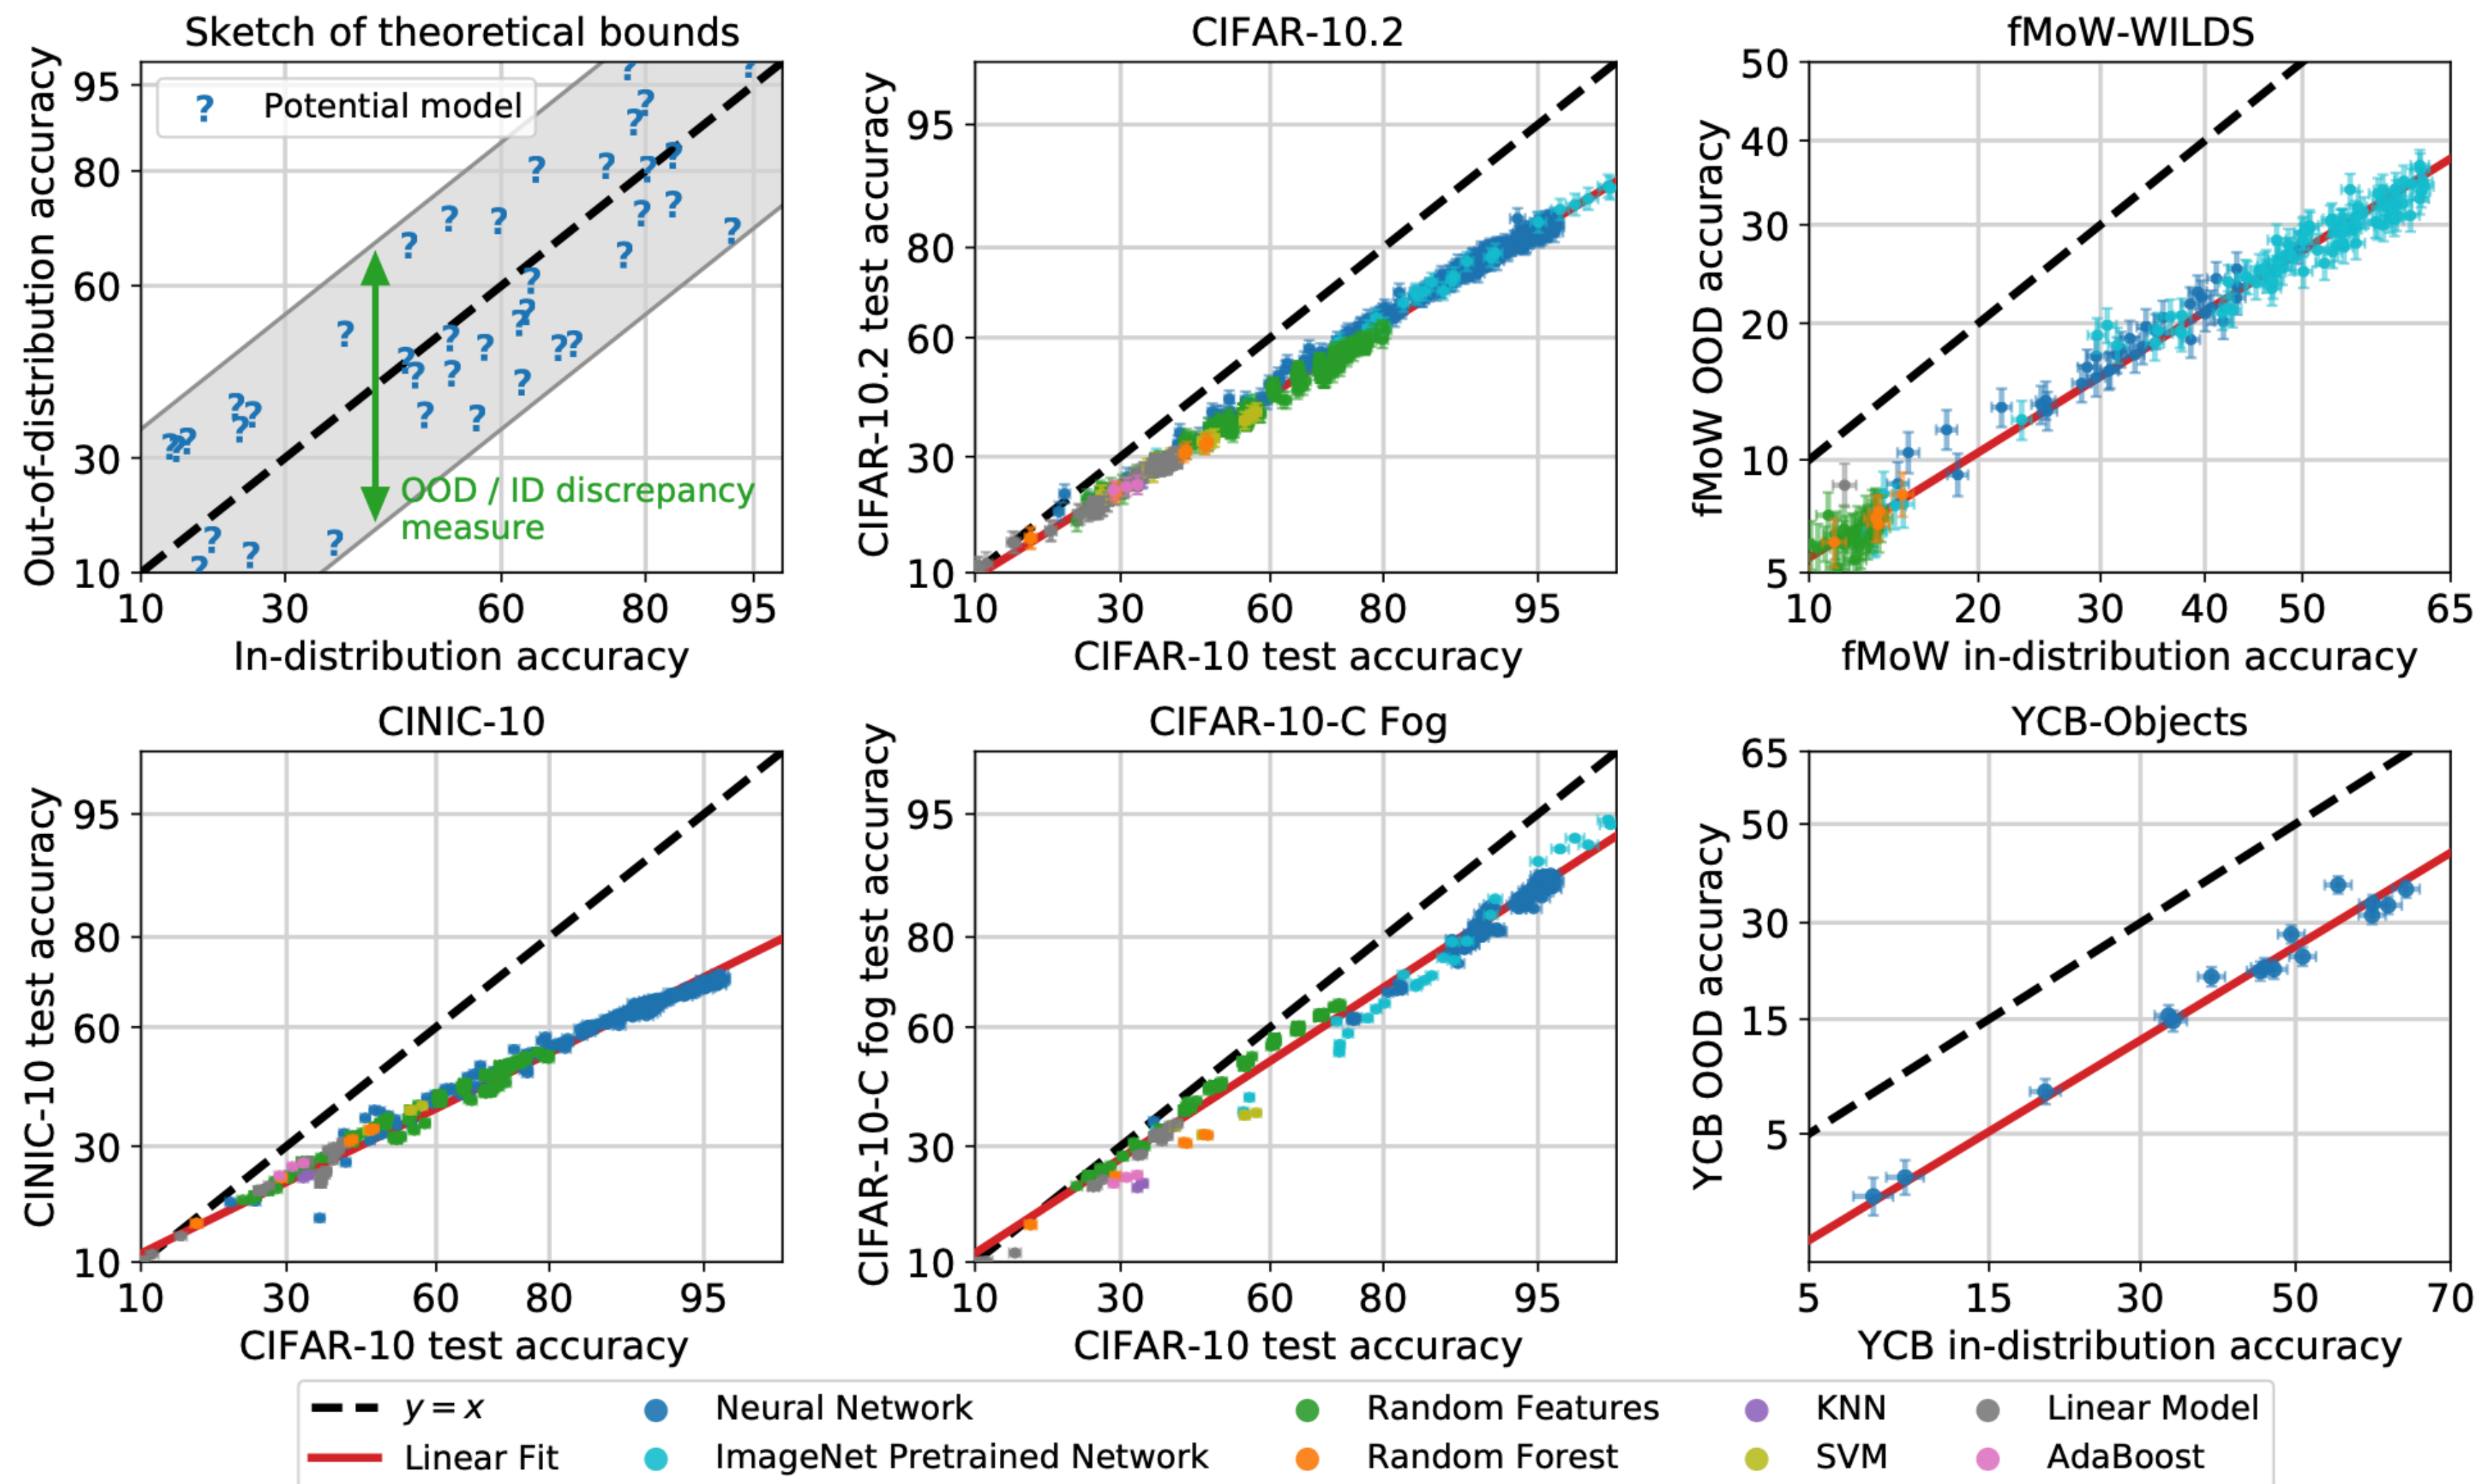 Sketch of theoretical bounds
Out-of-distribution accuracy
95
80
60
30
10
? Potential model
OOD / ID discrepancy
measure
10 30 60 80 95
In-distribution accuracy
CIFAR-10.2
CIFAR-10.2 test accuracy
95
80
60
30
10
10 30 60 80 95
CIFAR-10 test accuracy
fMoW-WILDS
fMoW OOD accuracy
50
40
30
20
10
5
10 20 30 40 50 65
fMoW in-distribution accuracy
CINIC-10
CINIC-10 test accuracy
95
80
60
30
10
10 30 60 80 95
CIFAR-10 test accuracy
CIFAR-10-C Fog
CIFAR-10-C fog test accuracy
95
80
60
30
10
10 30 60 80 95
CIFAR-10 test accuracy
YCB-Objects
YCB OOD accuracy
65
50
30
15
5
5 15 30 50 70
YCB in-distribution accuracy
y = x Neural Network Random Features KNN Linear Model
Linear Fit ImageNet Pretrained Network Random Forest SVM AdaBoost